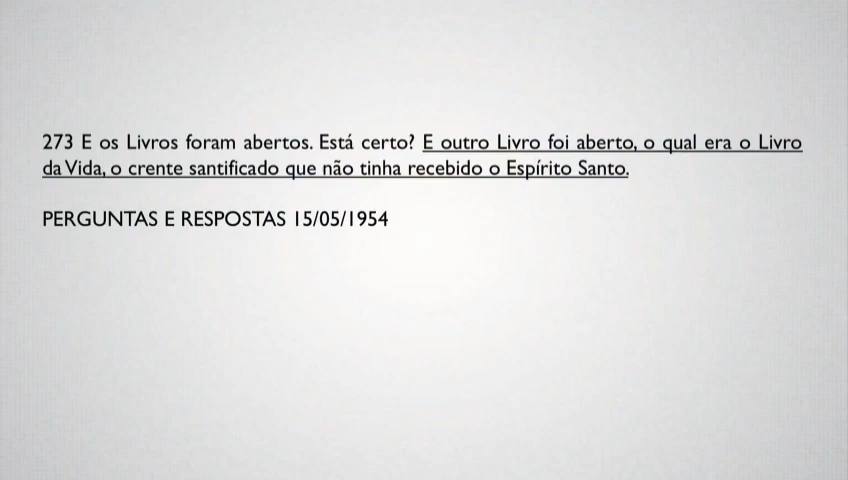 273 E os Livros foram abertos. Está certo? E outro Livro foi aberto, o qual era o Livro
da Vida, o crente santificado que não tinha recebido o Espírito Santo.
PERGUNTAS E RESPOSTAS 15/05/1954